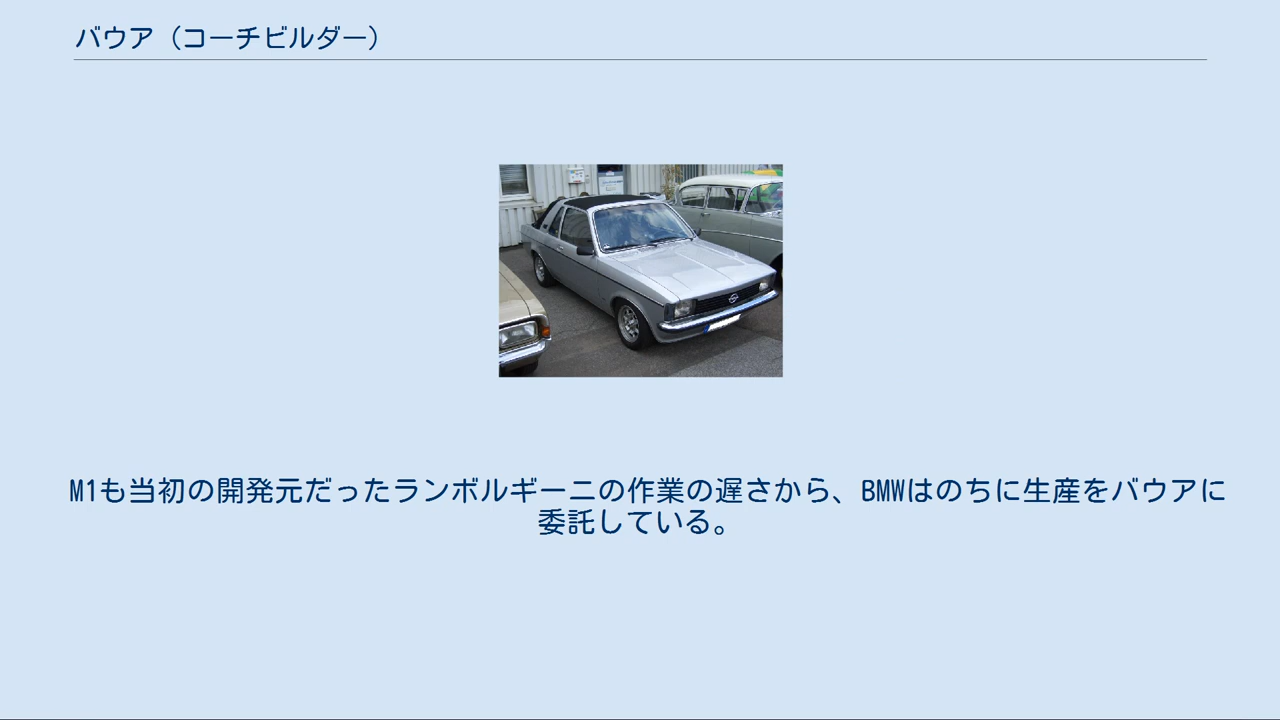 バウア（コーチビルダー）
M1も当初の開発元だったランボルギーニの作業の遅さから、BMWはのちに生産をバウアに
委託している。